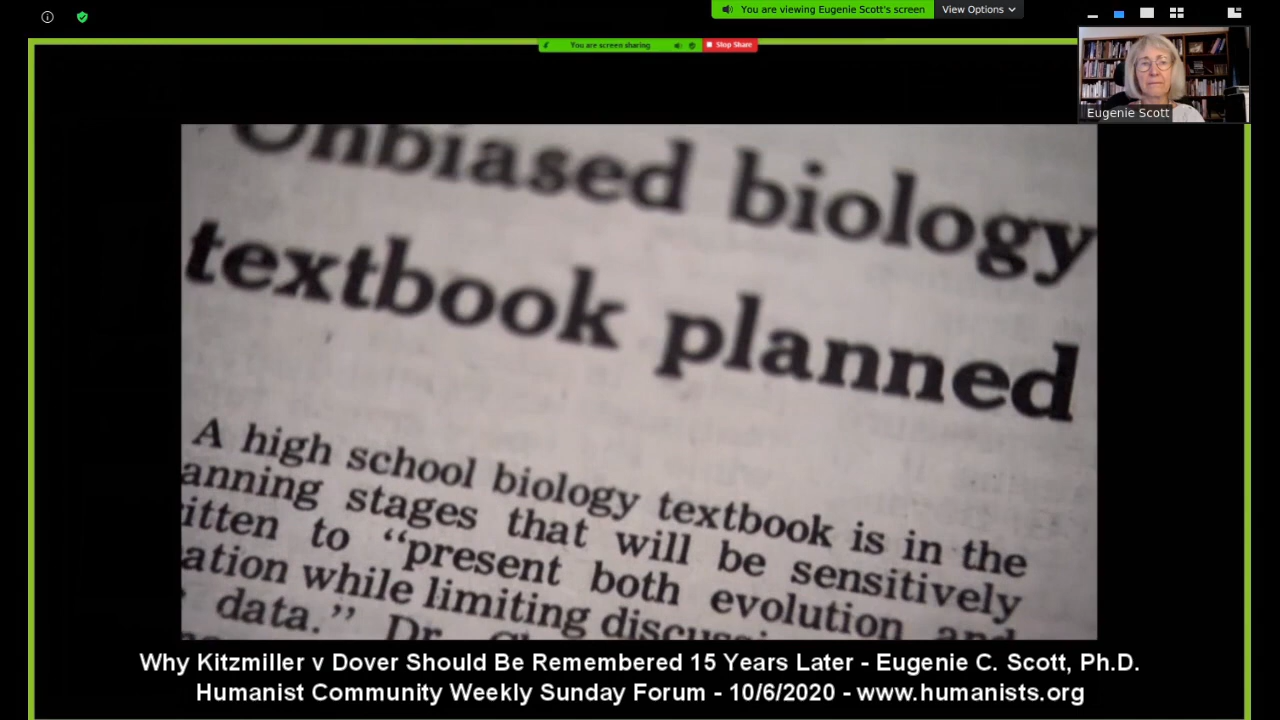 You are viewing Eugenie Scott's screen
View Options
You are screen sharing
Stop Share
Eugenie Scott
Unbiased biology
textbook planned
A high school biology textbook is in the
anning stages that will be sensitively
itten to “present both evolution and
ation while limiting
data.” Dr.
Why Kitzmiller v Dover Should Be Remembered 15 Years Later - Eugenie C. Scott, Ph.D.
Humanist Community Weekly Sunday Forum - 10/6/2020 - www.humanists.org